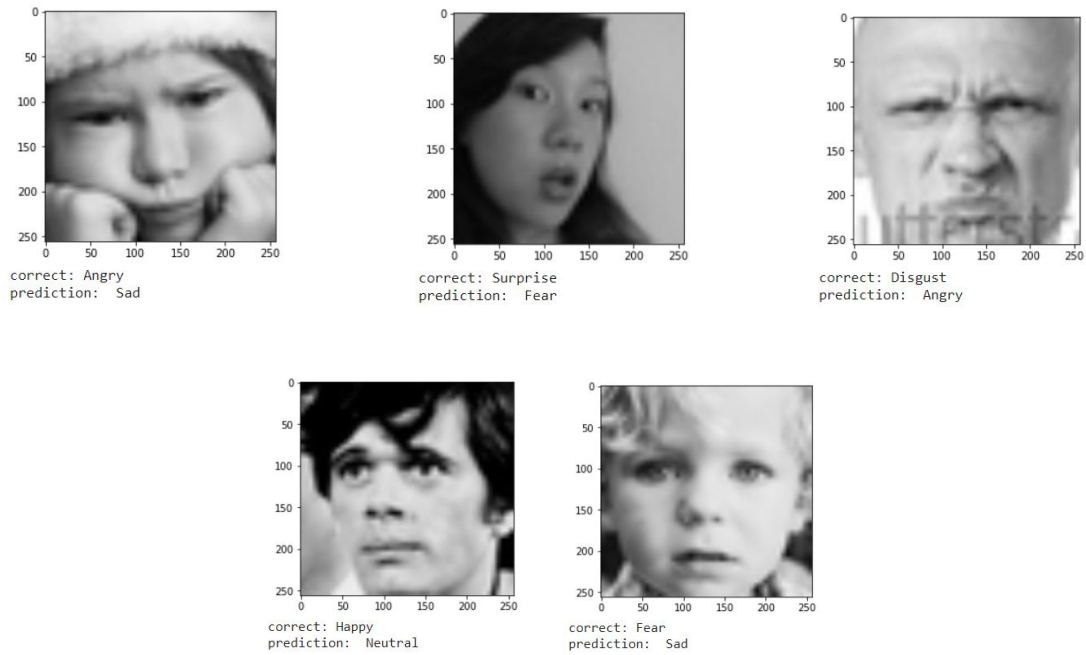 0
50
100
150
200
250
0 50 100 150 200 250
correct: Angry
prediction:  Sad
0
50
100
150
200
250
0 50 100 150 200 250
correct: Surprise
prediction:  Fear
0
50
100
150
200
250
0 50 100 150 200 250
correct: Disgust
prediction:  Angry
0
50
100
150
200
250
0 50 100 150 200 250
correct: Happy
prediction:  Neutral
0
50
100
150
200
250
0 50 100 150 200 250
correct: Fear
prediction:  Sad